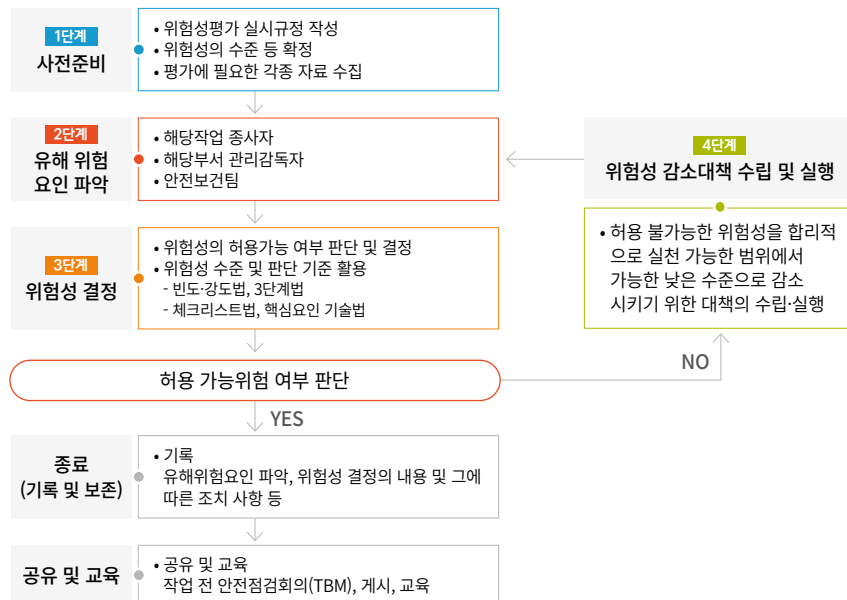 1단계
사전준비
• 위험성평가 실시규정 작성
• 위험성의 수준 등 확정
• 평가에 필요한 각종 자료 수집
2단계
유해 위험
요인 파악
• 해당작업 종사자
• 해당부서 관리감독자
• 안전보건팀
3단계
위험성 결정
• 위험성의 허용가능 여부 판단 및 결정
• 위험성 수준 및 판단 기준 활용
- 빈도·강도법, 3단계법
- 체크리스트법, 핵심요인 기술법
4단계
위험성 감소대책 수립 및 실행
• 허용 불가능한 위험성을 합리적
으로 실천 가능한 범위에서
가능한 낮은 수준으로 감소
시키기 위한 대책의 수립·실행
허용 가능위험 여부 판단
NO
YES
종료
(기록 및 보존)
• 기록
유해위험요인 파악, 위험성 결정의 내용 및 그에
따른 조치 사항 등
공유 및 교육
• 공유 및 교육
작업 전 안전점검회의(TBM), 게시, 교육